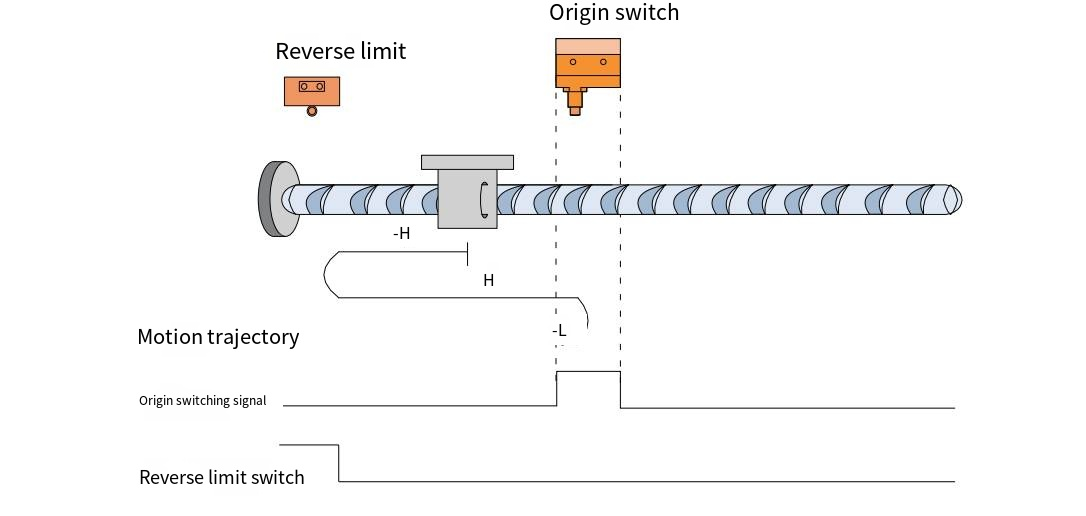 Origin switch
Reverse limit
-H
H
-L
Motion trajectory
Origin switching signal
Reverse limit switch